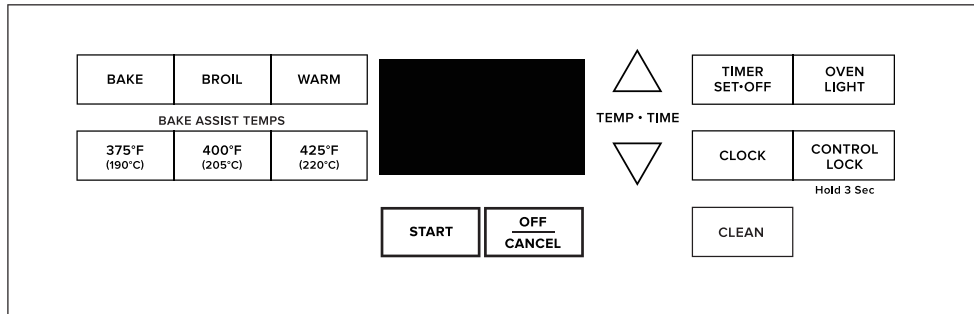 BAKE
BROIL
WARM
BAKE ASSIST TEMPS
375°F
(190°C)
400°F
(205°C)
425°F
(220°C)
START
OFF
CANCEL
TEMP • TIME
TIMER
SET•OFF
OVEN
LIGHT
CLOCK
CONTROL
LOCK
Hold 3 Sec
CLEAN